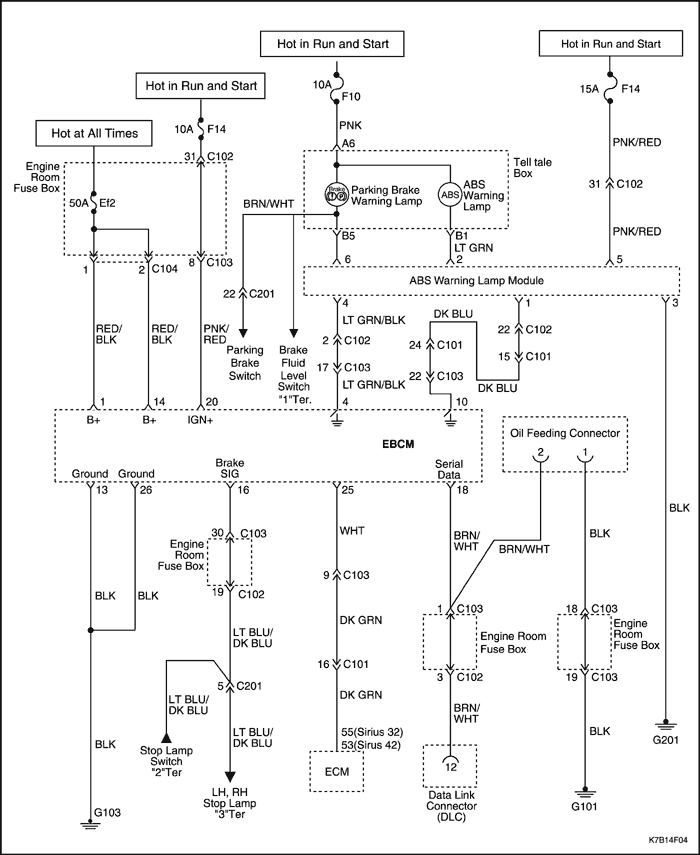 Hot in Run and Start
Hot in Run and Start
Hot in Run and Start
Hot at All Times
10A
F10
15A
F14
10A
F14
PNK
A6
Tell tale
Box
PNK/RED
31
C102
Engine
Room
Fuse Box
50A
Ef2
Brake
Parking Brake
Warning Lamp
ABS
ABS
Warning
Lamp
31
C102
BRN/WHT
B5
B1
LT GRN
PNK/RED
1
2
C104
8
C103
6
2
5
ABS Warning Lamp Module
22
C201
4
1
3
RED/
BLK
RED/
BLK
PNK/
RED
LT GRN/BLK
DK BLU
2
C102
24
C101
22
C102
15
C101
Parking
Brake
Switch
Brake
Fluid
Level
Switch
"1"Ter.
17
C103
22
C103
LT GRN/BLK
DK BLU
1
14
20
4
10
B+
B+
IGN+
EBCM
Oil Feeding Connector
2
1
Ground
Ground
Brake
SIG
Serial
Data
13
26
16
25
18
BLK
30
C103
WHT
BRN/
WHT
BRN/WHT
BLK
Engine
Room
Fuse Box
9
C103
19
C102
BLK
BLK
DK GRN
1
C103
18
C103
LT BLU/
DK BLU
Engine Room
Fuse Box
Engine
Room
Fuse Box
16
C101
3
C102
19
C103
5
C201
LT BLU/
DK BLU
DK GRN
BRN/
WHT
BLK
LT BLU/
DK BLU
BLK
55(Sirius 32)
53(Sirus 42)
G201
Stop Lamp
Switch
"2"Ter
ECM
12
LH, RH
Stop Lamp
"3"Ter
Data Link
Connector
(DLC)
G101
G103
K7B14F04